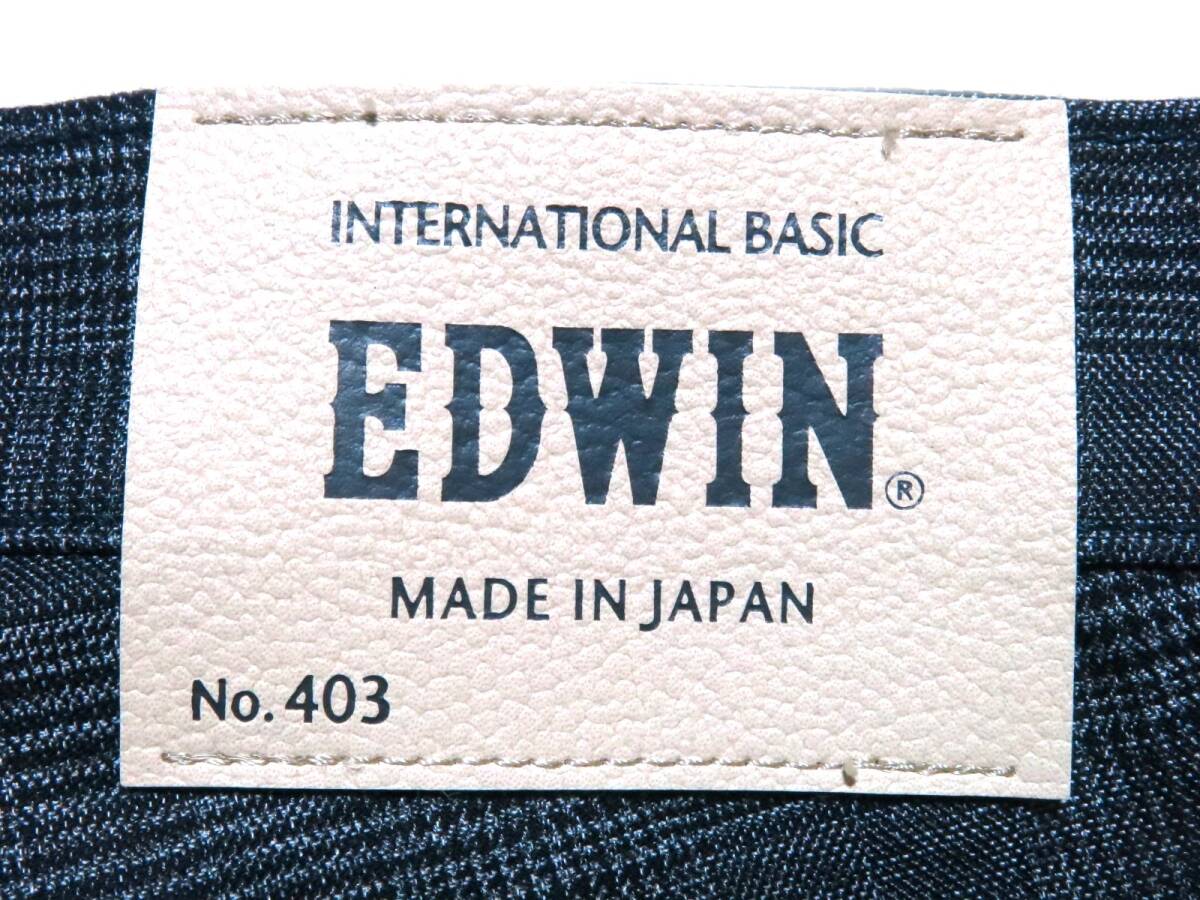 INTERNATIONAL BASIC
EDWIN®
MADE IN JAPAN
No. 403